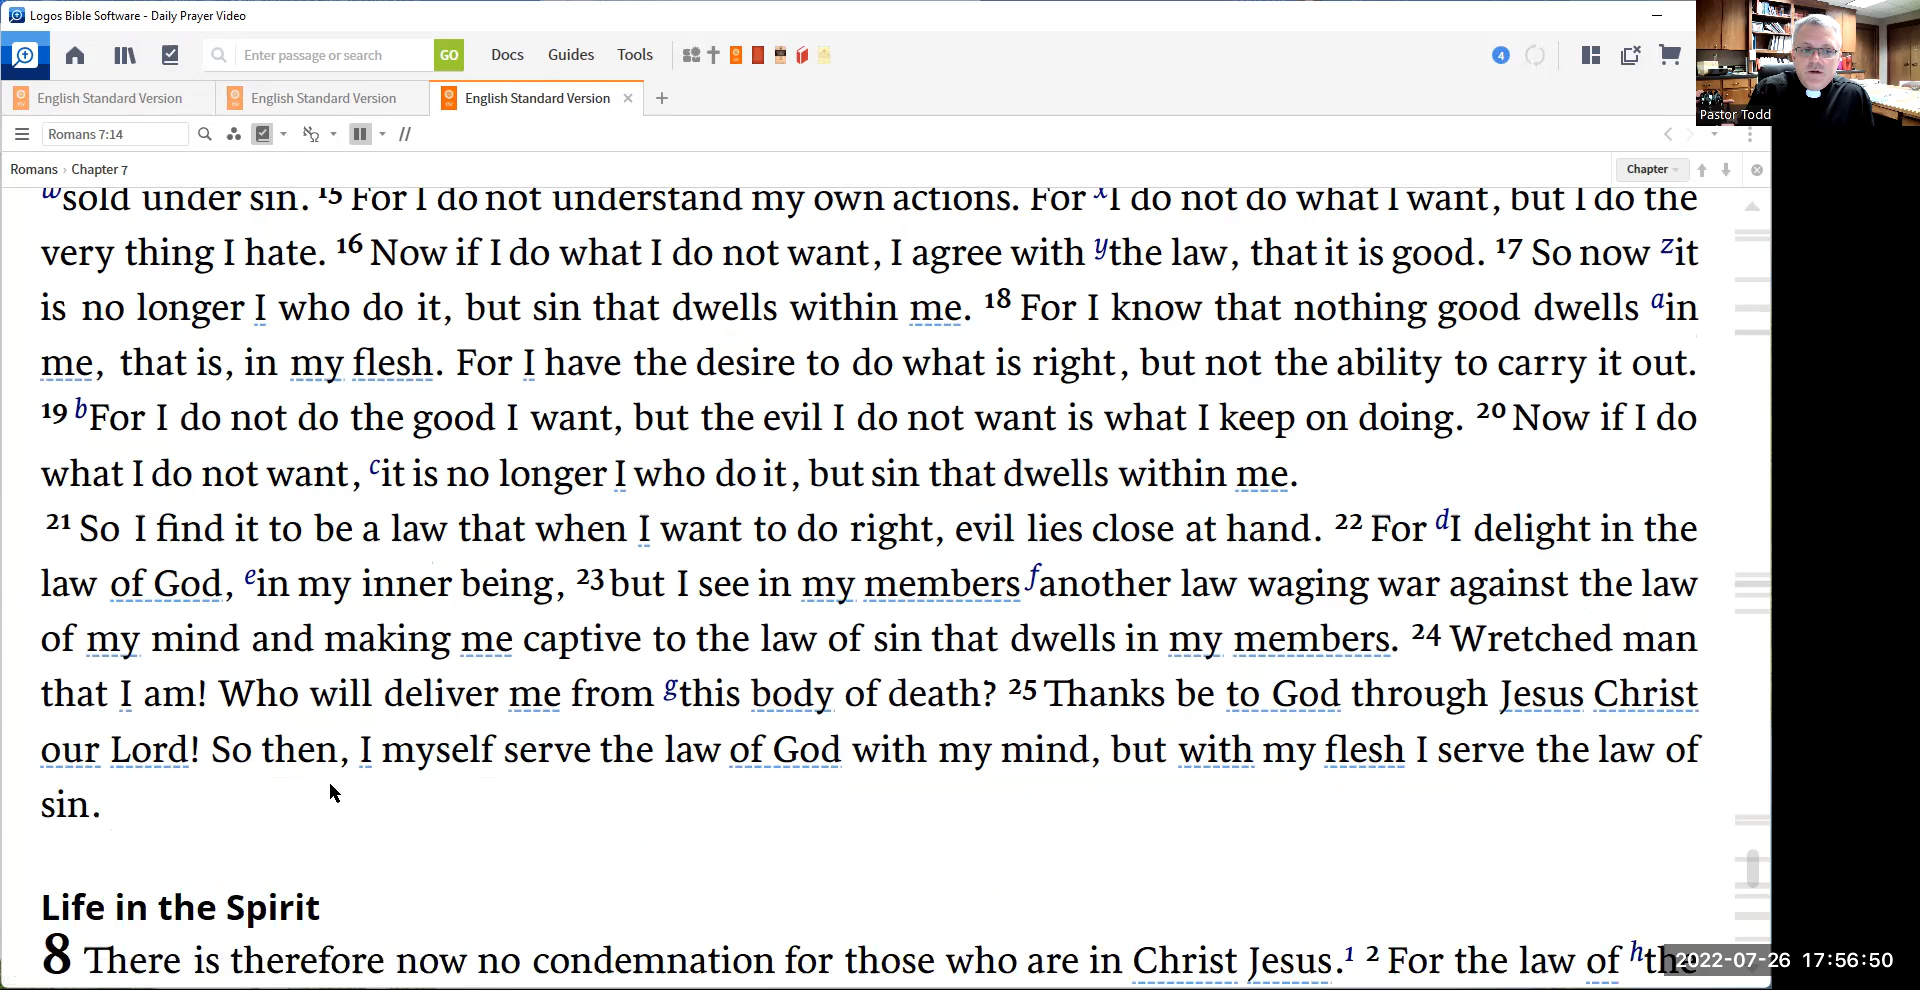 Logos Bible Software - Daily Prayer Video
Enter passage or search GO Docs Guides Tools 4
English Standard Version English Standard Version English Standard Version
Pastor Todd
Romans 7:14
Romans › Chapter 7 Chapter
w sold under sin. 15 For I do not understand my own actions. For x I do not do what I want, but I do the
very thing I hate. 16 Now if I do what I do not want, I agree with y the law, that it is good. 17 So now z it
is no longer I who do it, but sin that dwells within me. 18 For I know that nothing good dwells a in
me, that is, in my flesh. For I have the desire to do what is right, but not the ability to carry it out.
19 b For I do not do the good I want, but the evil I do not want is what I keep on doing. 20 Now if I do
what I do not want, c it is no longer I who do it, but sin that dwells within me.
21 So I find it to be a law that when I want to do right, evil lies close at hand. 22 For d I delight in the
law of God, e in my inner being, 23 but I see in my members f another law waging war against the law
of my mind and making me captive to the law of sin that dwells in my members. 24 Wretched man
that I am! Who will deliver me from g this body of death? 25 Thanks be to God through Jesus Christ
our Lord! So then, I myself serve the law of God with my mind, but with my flesh I serve the law of
sin.
Life in the Spirit
8 There is therefore now no condemnation for those who are in Christ Jesus.1 2 For the law of h the
2022-07-26 17:56:50